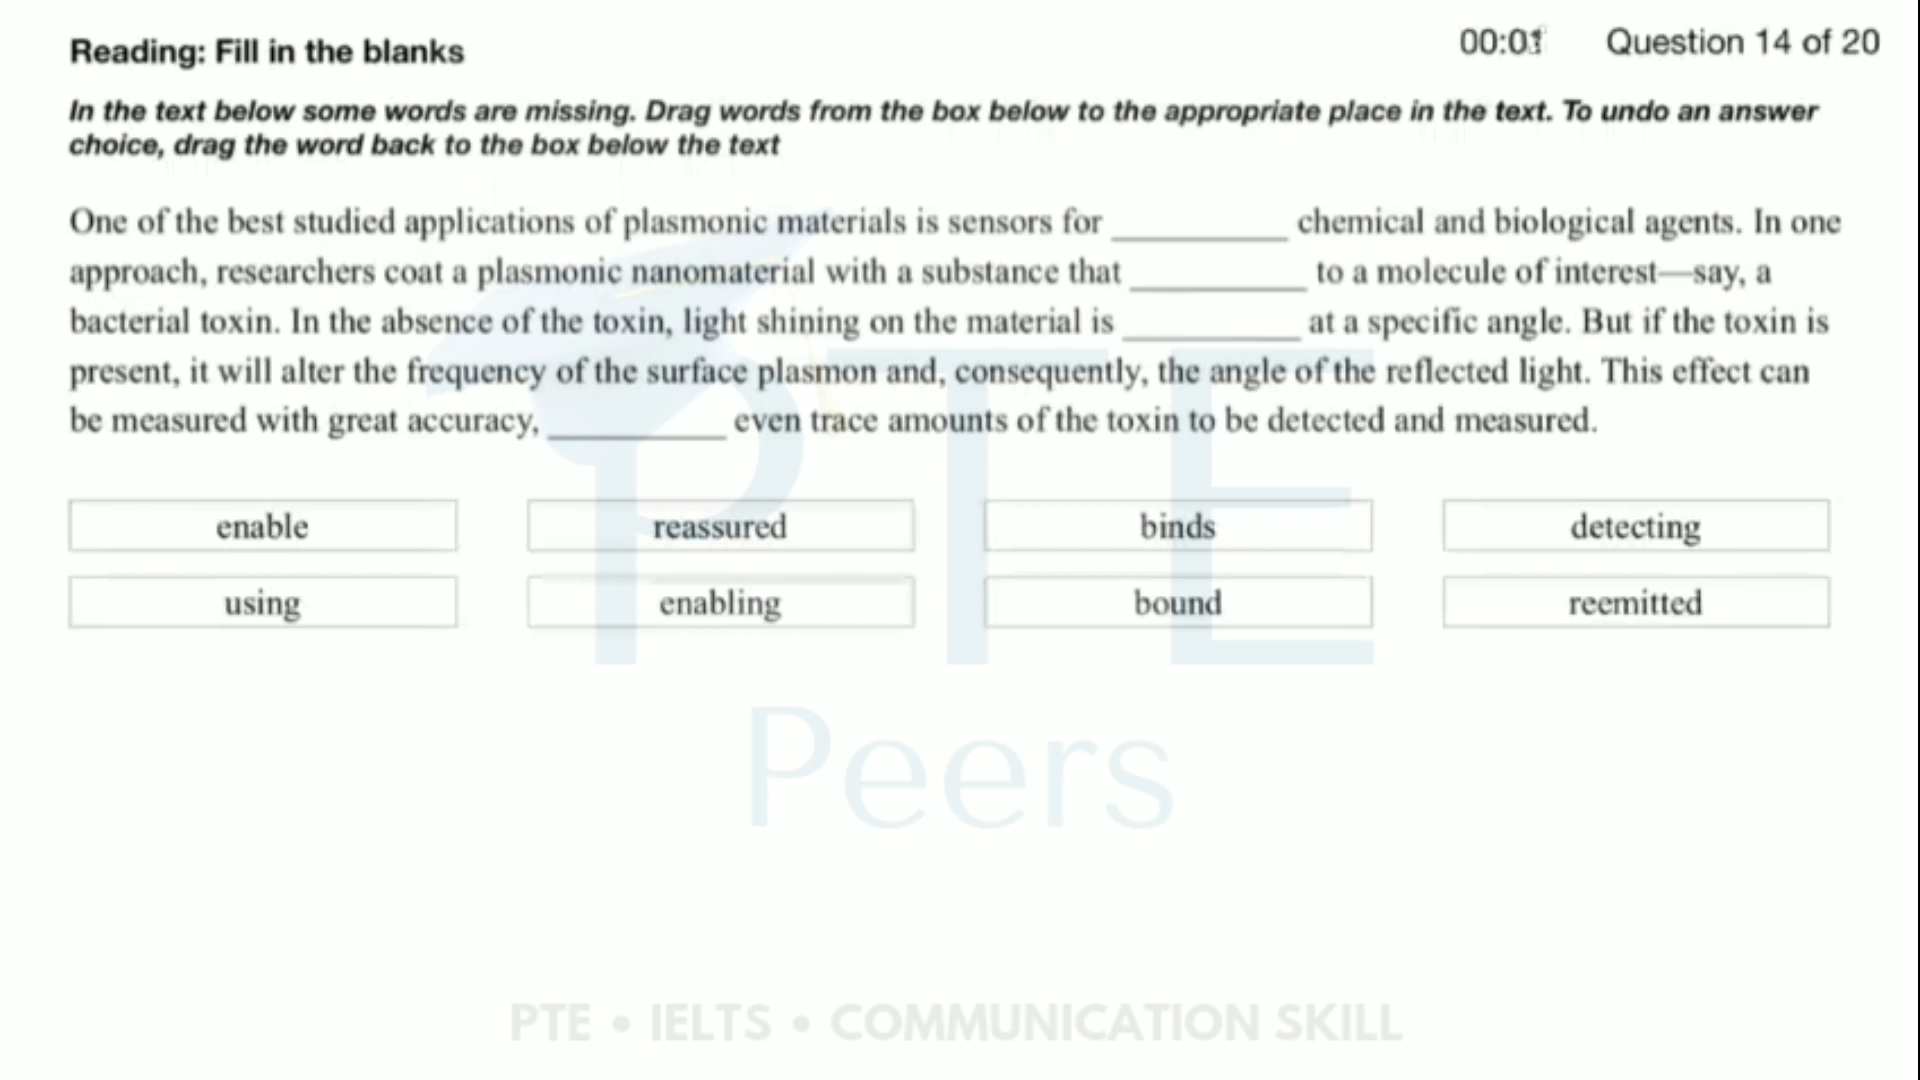 Reading: Fill in the blanks
00:01 Question 14 of 20
In the text below some words are missing. Drag words from the box below to the appropriate place in the text. To undo an answer
choice, drag the word back to the box below the text
One of the best studied applications of plasmonic materials is sensors for __________ chemical and biological agents. In one
approach, researchers coat a plasmonic nanomaterial with a substance that __________ to a molecule of interest—say, a
bacterial toxin. In the absence of the toxin, light shining on the material is __________ at a specific angle. But if the toxin is
present, it will alter the frequency of the surface plasmon and, consequently, the angle of the reflected light. This effect can
be measured with great accuracy, __________ even trace amounts of the toxin to be detected and measured.
enable reassured binds detecting
using enabling bound reemitted
PTE
Peers
PTE • IELTS • COMMUNICATION SKILL